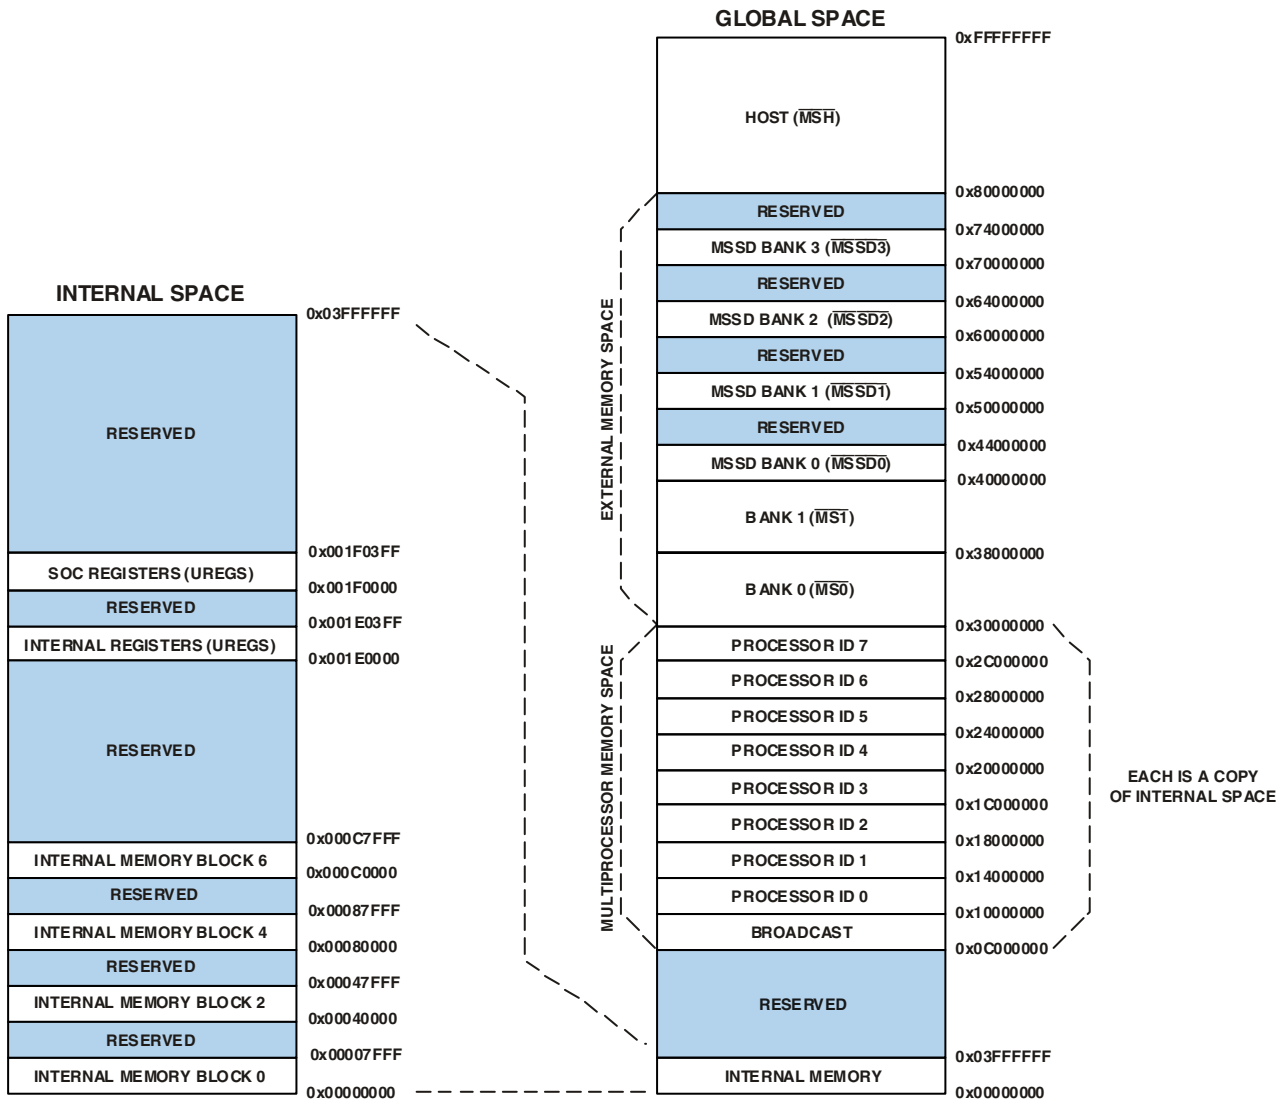 GLOBAL SPACE
0xFFFFFFFF
HOST (MSH)
0x80000000
RESERVED
0x74000000
MSSD BANK 3 (MSSD3)
0x70000000
RESERVED
0x64000000
MSSD BANK 2 (MSSD2)
0x60000000
RESERVED
0x54000000
MSSD BANK 1 (MSSD1)
0x50000000
RESERVED
0x44000000
MSSD BANK 0 (MSSD0)
0x40000000
BANK 1 (MS1)
0x38000000
BANK 0 (MS0)
0x30000000
PROCESSOR ID 7
0x2C000000
PROCESSOR ID 6
0x28000000
PROCESSOR ID 5
0x24000000
PROCESSOR ID 4
0x20000000
PROCESSOR ID 3
0x1C000000
PROCESSOR ID 2
0x18000000
PROCESSOR ID 1
0x14000000
PROCESSOR ID 0
0x10000000
BROADCAST
0x0C000000
RESERVED
0x03FFFFFF
INTERNAL MEMORY
0x00000000
EXTERNAL MEMORY SPACE
MULTIPROCESSOR MEMORY SPACE
EACH IS A COPY
OF INTERNAL SPACE
INTERNAL SPACE
0x03FFFFFF
RESERVED
0x001F03FF
SOC REGISTERS (UREGS)
0x001F0000
RESERVED
0x001E03FF
INTERNAL REGISTERS (UREGS)
0x001E0000
RESERVED
0x000C7FFF
INTERNAL MEMORY BLOCK 6
0x000C0000
RESERVED
0x00087FFF
INTERNAL MEMORY BLOCK 4
0x00080000
RESERVED
0x00047FFF
INTERNAL MEMORY BLOCK 2
0x00040000
RESERVED
0x00007FFF
INTERNAL MEMORY BLOCK 0
0x00000000